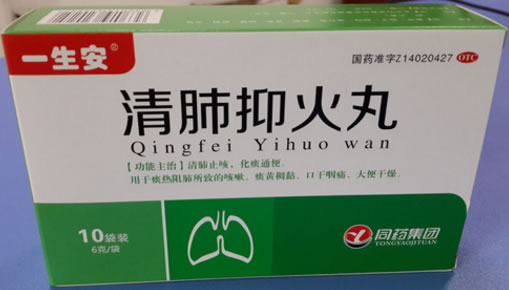 一生安®
国药准字Z14020427 OTC
清肺抑火丸
Qingfei Yihuo wan
【功能主治】清肺止咳，化痰通便。
用于痰热阻肺所致的咳嗽、痰黄稠黏、口干咽痛、大便干燥。
10袋装
6克/袋
同药集团
TONGYAOJITUAN